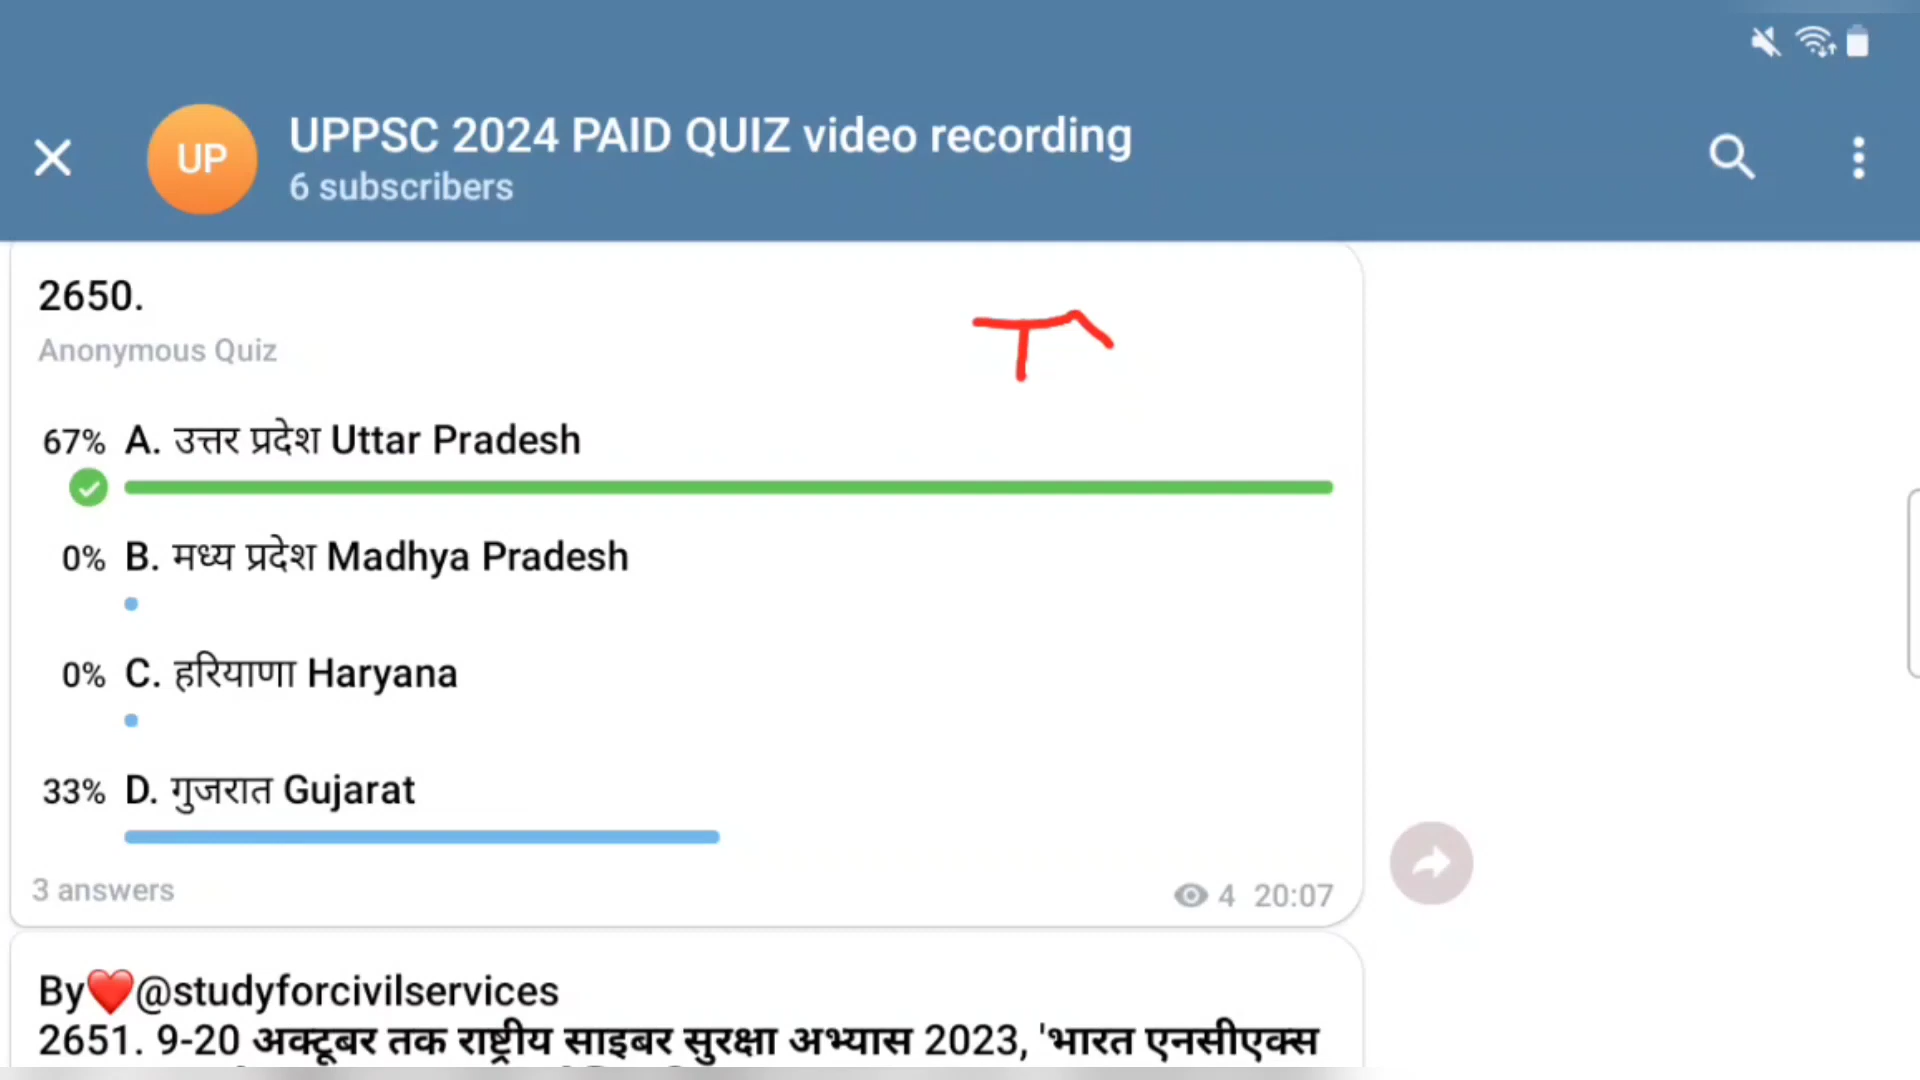 UP
UPPSC 2024 PAID QUIZ video recording
6 subscribers
2650.
Anonymous Quiz
67% A. उत्तर प्रदेश Uttar Pradesh
0% B. मध्य प्रदेश Madhya Pradesh
0% C. हरियाणा Haryana
33% D. गुजरात Gujarat
3 answers
4 20:07
By❤️@studyforcivilservices
2651. 9-20 अक्टूबर तक राष्ट्रीय साइबर सुरक्षा अभ्यास 2023, 'भारत एनसीएक्स